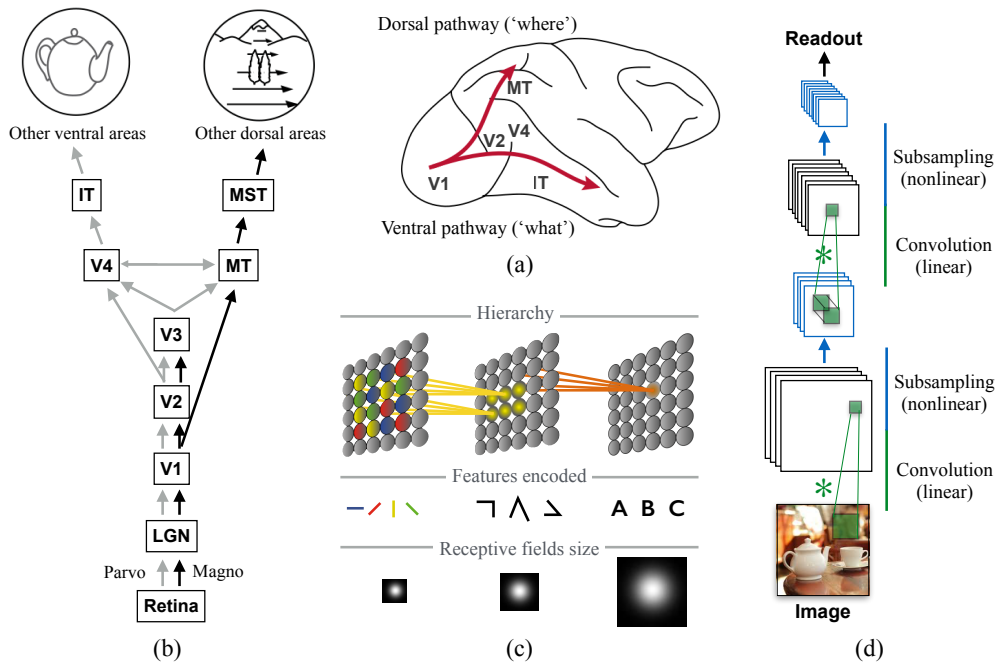 Other ventral areas
Other dorsal areas
IT
MST
V4
MT
V3
V2
V1
LGN
Parvo
Magno
Retina
(b)
Dorsal pathway (‘where’)
MT
V2
V4
V1
IT
Ventral pathway (‘what’)
(a)
Hierarchy
Features encoded
A B C
Receptive fields size
(c)
Readout
Subsampling
(nonlinear)
Convolution
(linear)
*
Subsampling
(nonlinear)
Convolution
(linear)
*
Image
(d)